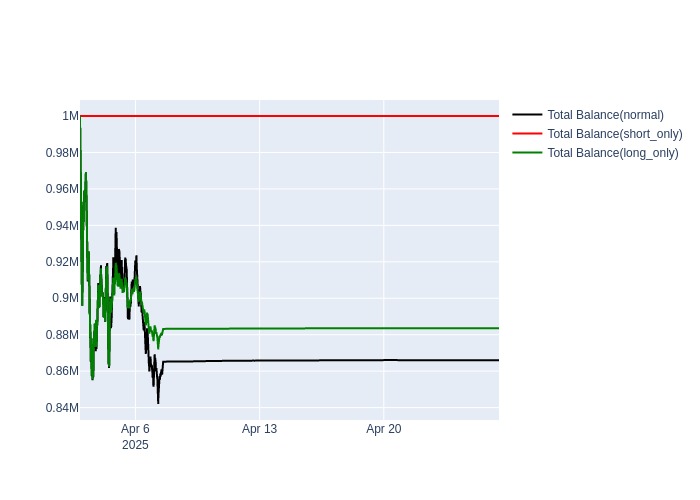 1M
0.98M
0.96M
0.94M
0.92M
0.9M
0.88M
0.86M
0.84M
Apr 6
2025
Apr 13
Apr 20
Total Balance(normal)
Total Balance(short_only)
Total Balance(long_only)